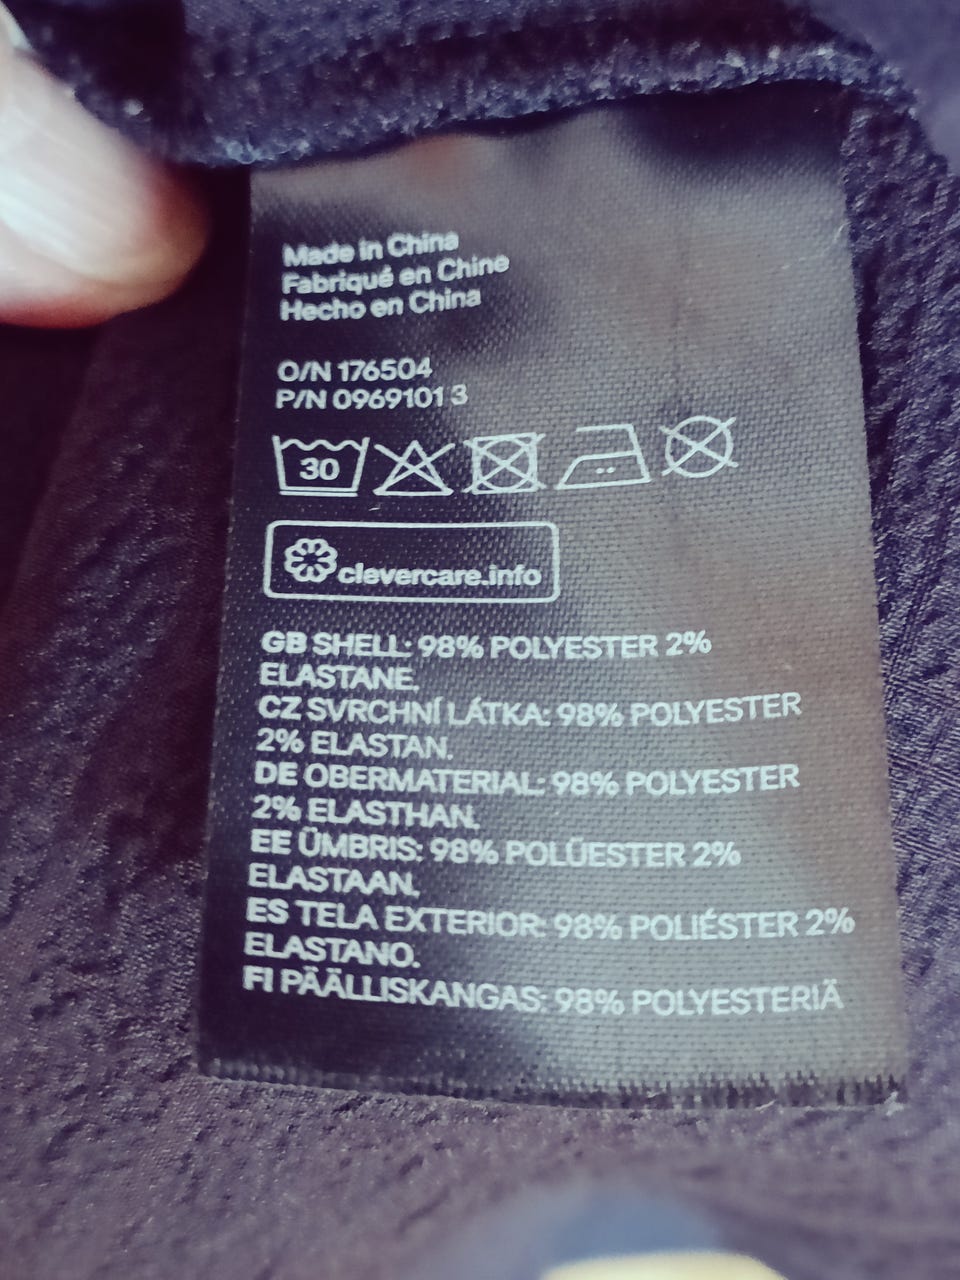 Made in China
Fabriqué en Chine
Hecho en China
O/N 176504
P/N 0969101 3
30
clevercare.info
GB SHELL: 98% POLYESTER 2%
ELASTANE.
CZ SVRCHNÍ LÁTKA: 98% POLYESTER
2% ELASTAN.
DE OBERMATERIAL: 98% POLYESTER
2% ELASTHAN.
EE ÜMBRIS: 98% POLÜESTER 2%
ELASTAAN.
ES TELA EXTERIOR: 98% POLIÉSTER 2%
ELASTANO.
FI PÄÄLLISKANGAS: 98% POLYESTERIÄ